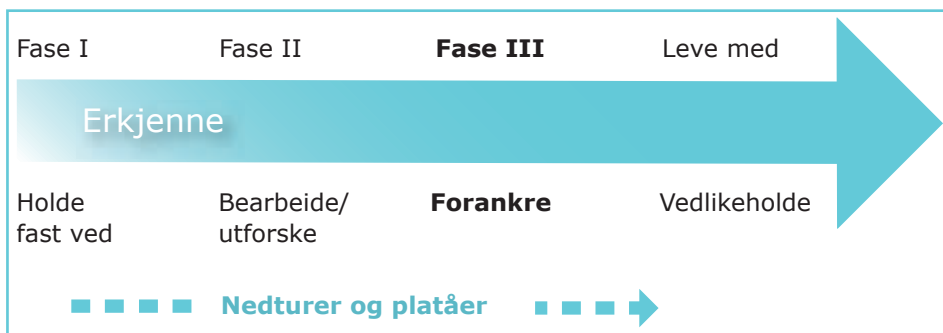 Fase I Fase II Fase III Leve med
Erkjenne
Holde Bearbeide/ Forankre Vedlikeholde
fast ved utforske
Nedturer og platåer